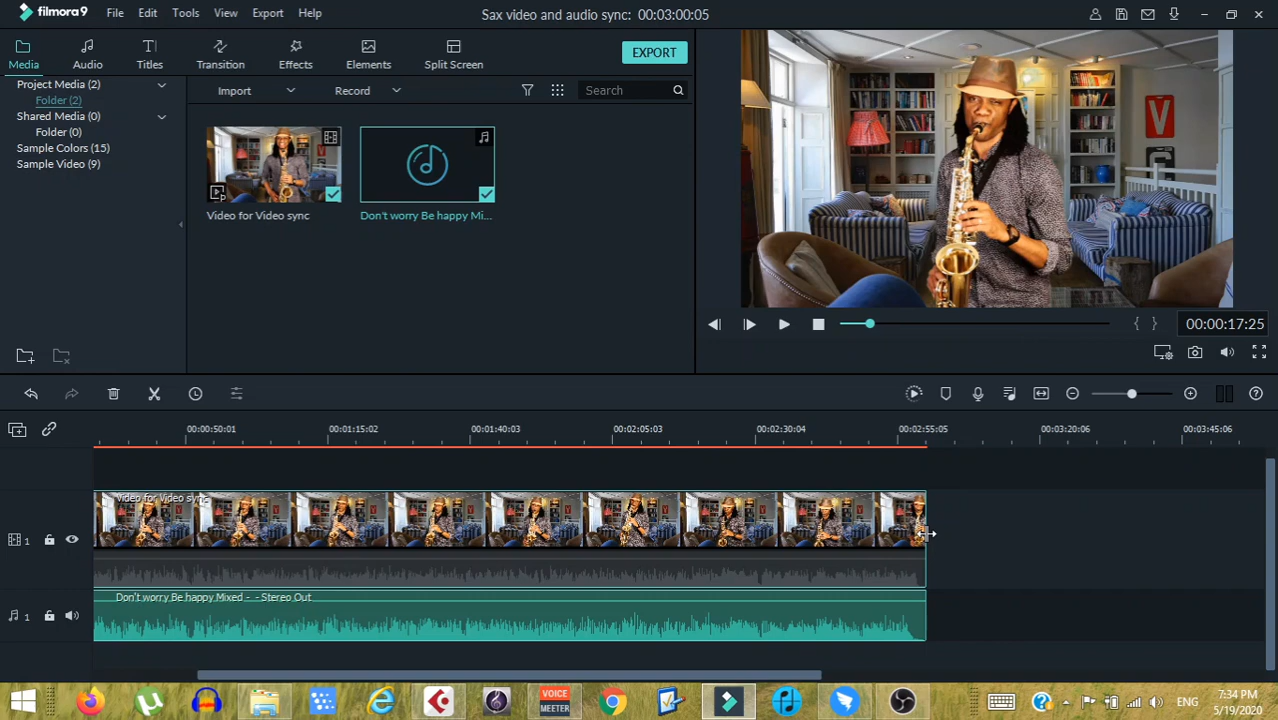 filmora9 File Edit Tools View Export Help Sax video and audio sync: 00:03:00:05
Media Audio Titles Transition Effects Elements Split Screen EXPORT
Project Media (2)
Folder (2)
Shared Media (0)
Folder (0)
Sample Colors (15)
Sample Video (9)
Import Record Search
Video for Video sync Don't worry Be happy Mi...
V
00:00:17:25
00:00:50:01 00:01:15:02 00:01:40:03 00:02:05:03 00:02:30:04 00:02:55:05 00:03:20:06 00:03:45:06
Video for Video sync
1
Don't worry Be happy Mixed - - Stereo Out
1
VOICE
MEETER
ENG
7:34 PM
5/19/2020